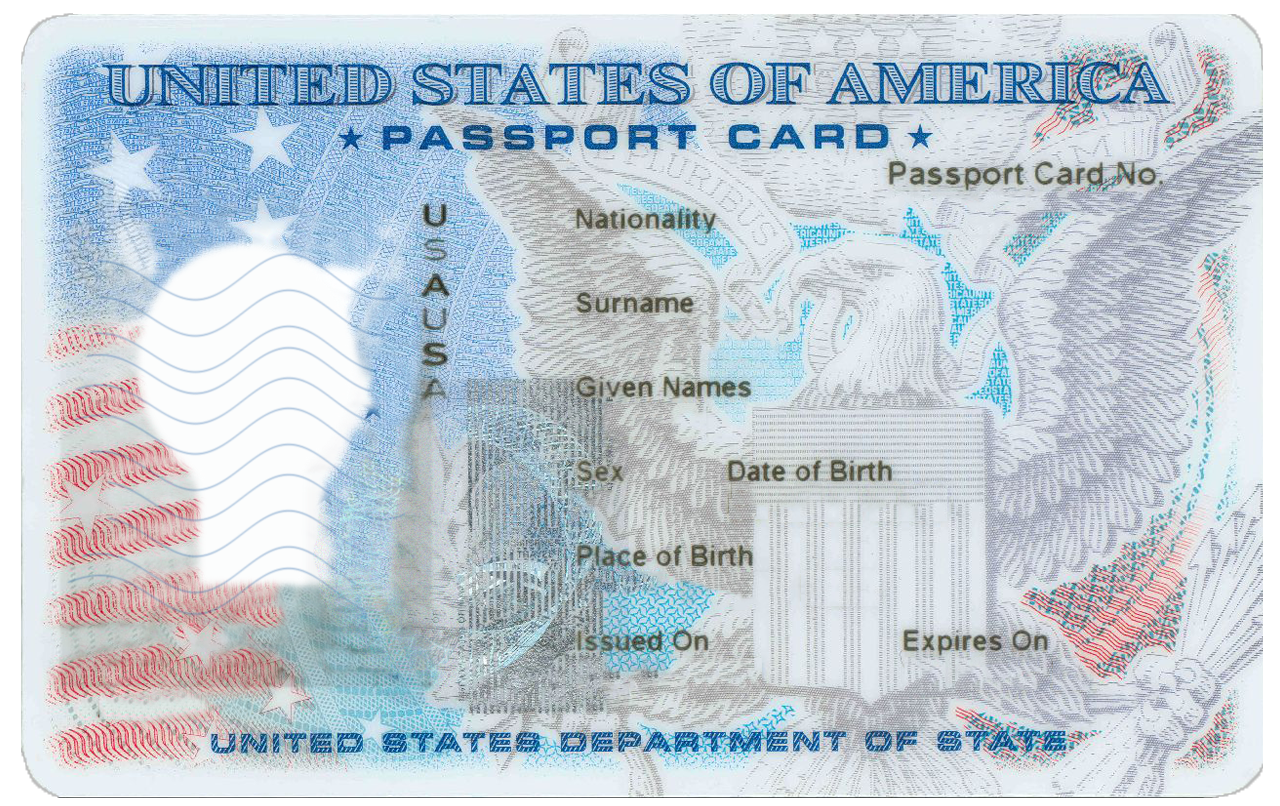 UNITED STATES OF AMERICA
★ PASSPORT CARD ★
Passport Card No.
USAUSA
Nationality
Surname
Given Names
Sex Date of Birth
Place of Birth
Issued On Expires On
UNITED STATES DEPARTMENT OF STATE